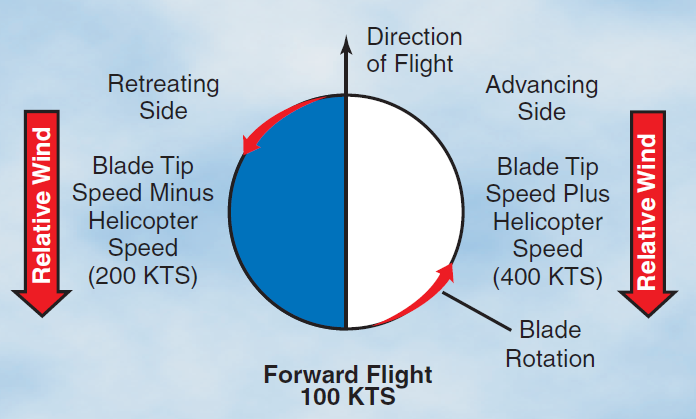 Direction
of Flight
Retreating
Side
Advancing
Side
Relative Wind
Blade Tip
Speed Minus
Helicopter
Speed
(200 KTS)
Blade Tip
Speed Plus
Helicopter
Speed
(400 KTS)
Relative Wind
Blade
Rotation
Forward Flight
100 KTS